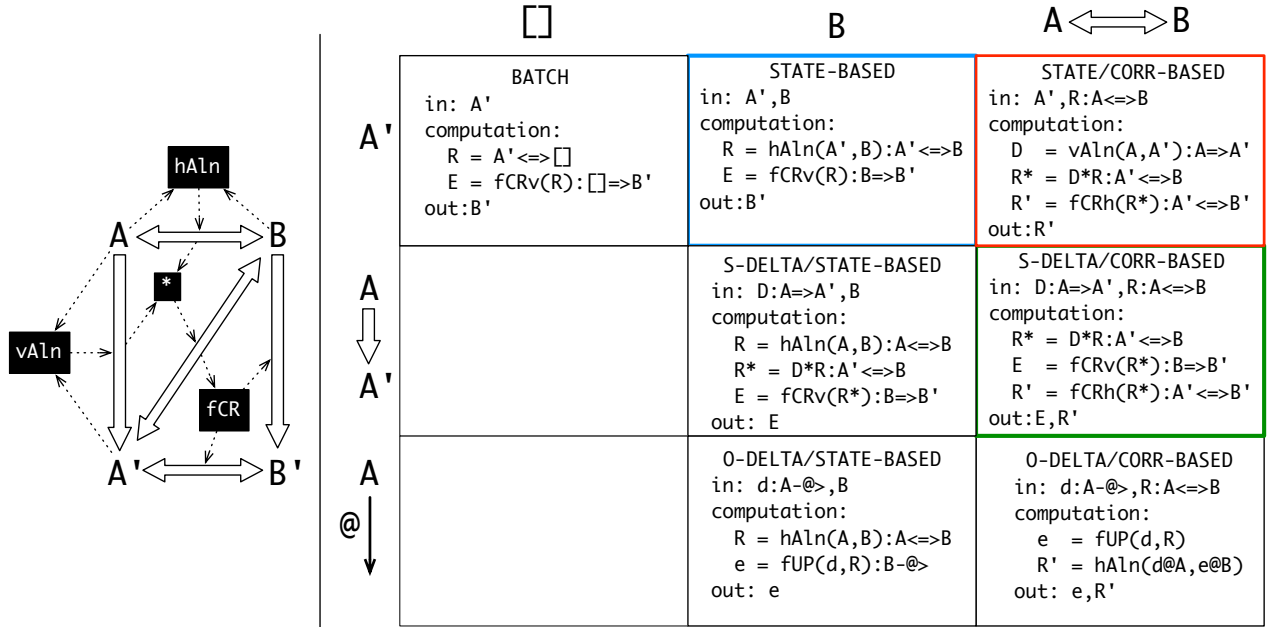 hAln
A
B
*
vAln
fCR
A'
B'
[]
B
A <=> B
A'
BATCH
in: A'
computation:
R = A'<=>[]
E = fCRv(R):[]=>B'
out:B'
STATE-BASED
in: A',B
computation:
R = hAln(A',B):A'<=>B
E = fCRv(R):B=>B'
out:B'
STATE/CORR-BASED
in: A',R:A<=>B
computation:
D = vAln(A,A'):A=>A'
R* = D*R:A'<=>B
R' = fCRh(R*):A'<=>B'
out:R'
A
A'
S-DELTA/STATE-BASED
in: D:A=>A',B
computation:
R = hAln(A,B):A<=>B
R* = D*R:A'<=>B
E = fCRv(R*):B=>B'
out: E
S-DELTA/CORR-BASED
in: D:A=>A',R:A<=>B
computation:
R* = D*R:A'<=>B
E = fCRv(R*):B=>B'
R' = fCRh(R*):A'<=>B'
out:E,R'
A
@
O-DELTA/STATE-BASED
in: d:A-@>,B
computation:
R = hAln(A,B):A<=>B
e = fUP(d,R):B-@>
out: e
O-DELTA/CORR-BASED
in: d:A-@>,R:A<=>B
computation:
e = fUP(d,R)
R' = hAln(d@A,e@B)
out: e,R'